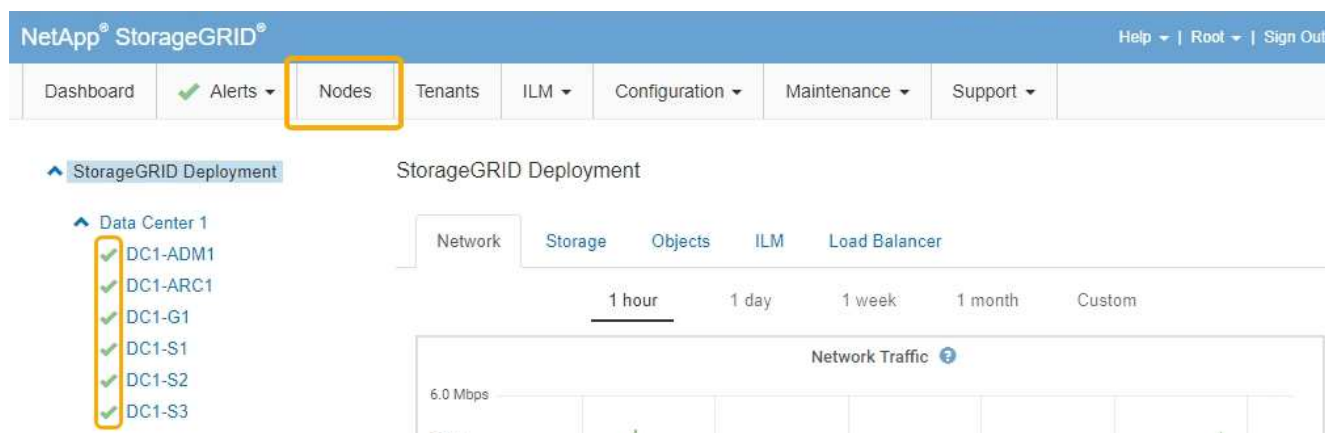 NetApp® StorageGRID®
Help | Root | Sign Out
Dashboard Alerts Nodes Tenants ILM Configuration Maintenance Support
StorageGRID Deployment
StorageGRID Deployment
Data Center 1
DC1-ADM1
DC1-ARC1
DC1-G1
DC1-S1
DC1-S2
DC1-S3
Network Storage Objects ILM Load Balancer
1 hour 1 day 1 week 1 month Custom
Network Traffic ?
6.0 Mbps